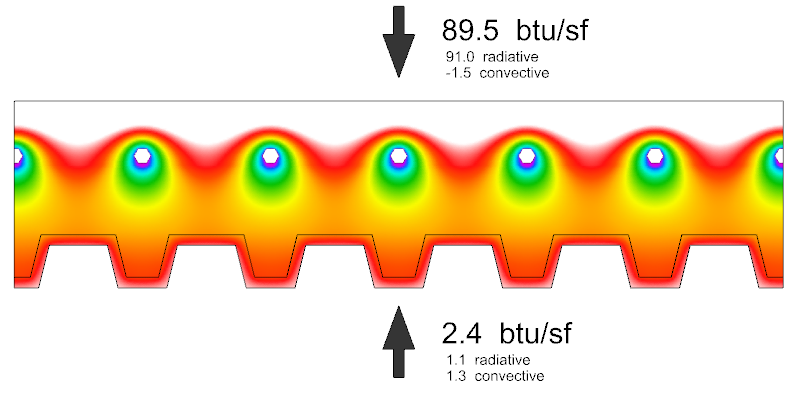 89.5 btu/sf
91.0 radiative
-1.5 convective
2.4 btu/sf
1.1 radiative
1.3 convective